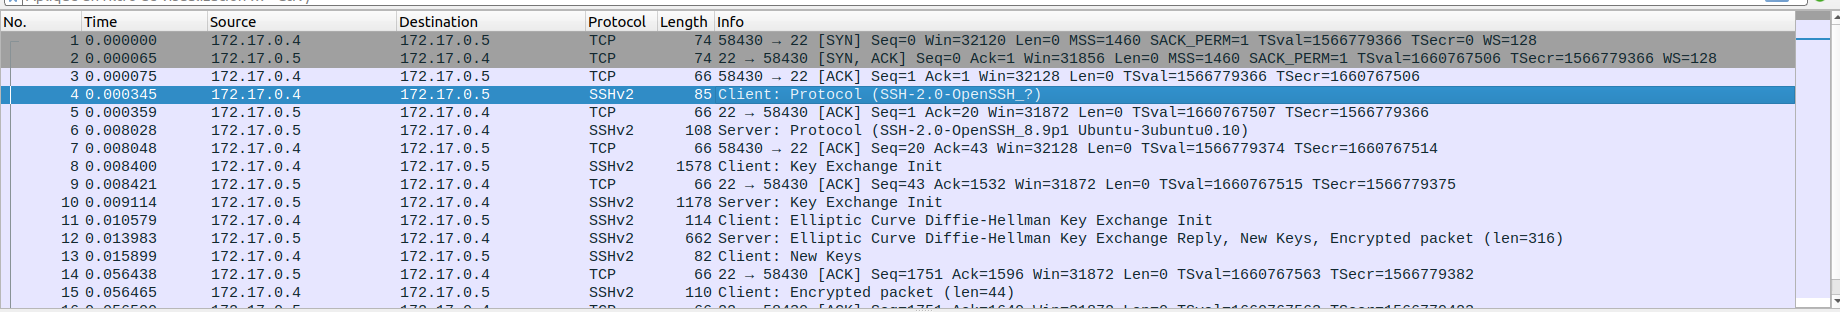 No. Time Source Destination Protocol Length Info
1 0.000000 172.17.0.4 172.17.0.5 TCP 74 58430 → 22 [SYN] Seq=0 Win=32120 Len=0 MSS=1460 SACK_PERM=1 TSval=1566779366 TSecr=0 WS=128
2 0.000065 172.17.0.5 172.17.0.4 TCP 74 22 → 58430 [SYN, ACK] Seq=0 Ack=1 Win=31856 Len=0 MSS=1460 SACK_PERM=1 TSval=1660767506 TSecr=1566779366 WS=128
3 0.000075 172.17.0.4 172.17.0.5 TCP 66 58430 → 22 [ACK] Seq=1 Ack=1 Win=32128 Len=0 TSval=1566779366 TSecr=1660767506
4 0.000345 172.17.0.4 172.17.0.5 SSHv2 85 Client: Protocol (SSH-2.0-OpenSSH_?)
5 0.000359 172.17.0.5 172.17.0.4 TCP 66 22 → 58430 [ACK] Seq=1 Ack=20 Win=31872 Len=0 TSval=1660767507 TSecr=1566779366
6 0.008028 172.17.0.5 172.17.0.4 SSHv2 108 Server: Protocol (SSH-2.0-OpenSSH_8.9p1 Ubuntu-3ubuntu0.10)
7 0.008048 172.17.0.4 172.17.0.5 TCP 66 58430 → 22 [ACK] Seq=20 Ack=43 Win=32128 Len=0 TSval=1566779374 TSecr=1660767514
8 0.008400 172.17.0.4 172.17.0.5 SSHv2 1578 Client: Key Exchange Init
9 0.008421 172.17.0.5 172.17.0.4 TCP 66 22 → 58430 [ACK] Seq=43 Ack=1532 Win=31872 Len=0 TSval=1660767515 TSecr=1566779375
10 0.009114 172.17.0.5 172.17.0.4 SSHv2 1178 Server: Key Exchange Init
11 0.010579 172.17.0.4 172.17.0.5 SSHv2 114 Client: Elliptic Curve Diffie-Hellman Key Exchange Init
12 0.013983 172.17.0.5 172.17.0.4 SSHv2 662 Server: Elliptic Curve Diffie-Hellman Key Exchange Reply, New Keys, Encrypted packet (len=316)
13 0.015899 172.17.0.4 172.17.0.5 SSHv2 82 Client: New Keys
14 0.056438 172.17.0.5 172.17.0.4 TCP 66 22 → 58430 [ACK] Seq=1751 Ack=1596 Win=31872 Len=0 TSval=1660767563 TSecr=1566779382
15 0.056465 172.17.0.4 172.17.0.5 SSHv2 110 Client: Encrypted packet (len=44)